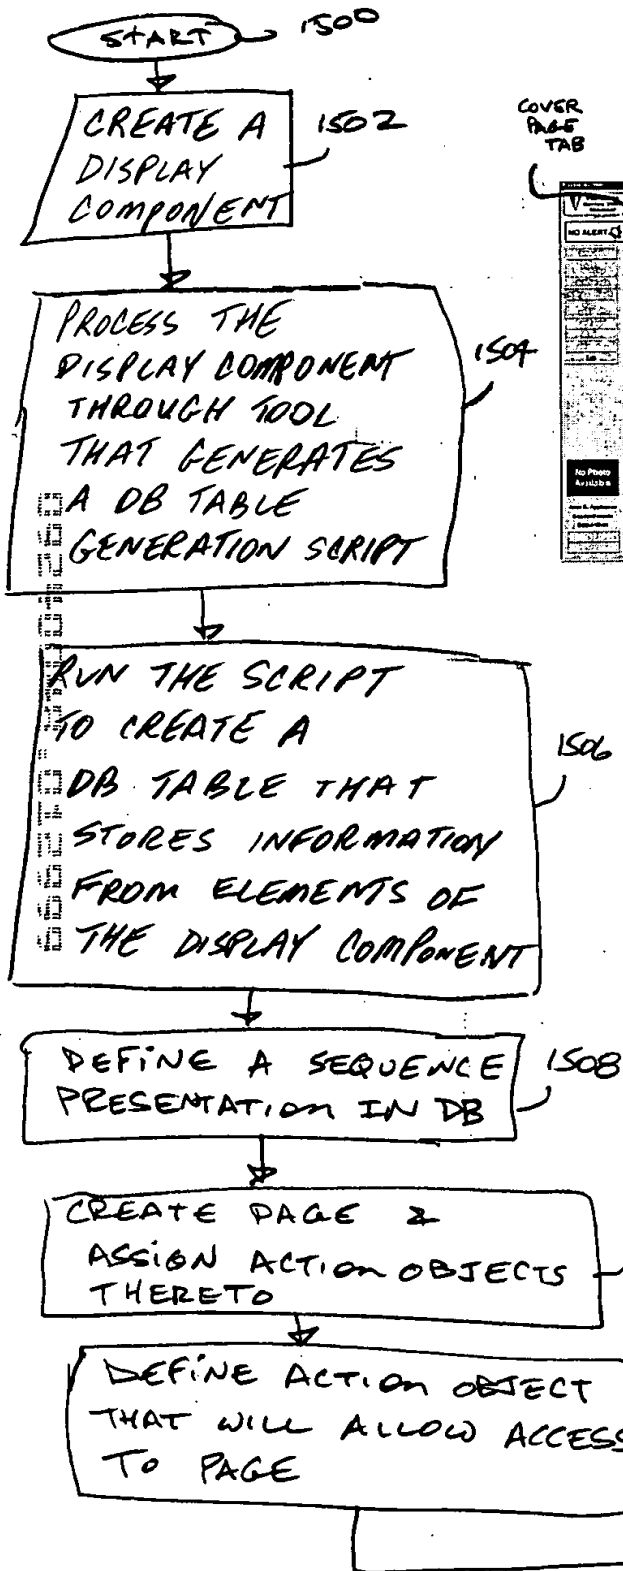 START 1500
CREATE A
DISPLAY
COMPONENT
1502
COVER
PAGE
TAB
NO ALERT
No Photo
Available
PROCESS THE
DISPLAY COMPONENT
THROUGH TOOL
THAT GENERATES
A DB TABLE
GENERATION SCRIPT
1504
RUN THE SCRIPT
TO CREATE A
DB TABLE THAT
STORES INFORMATION
FROM ELEMENTS OF
THE DISPLAY COMPONENT
1506
DEFINE A SEQUENCE
PRESENTATION IN DB
1508
CREATE PAGE &
ASSIGN ACTION OBJECTS
THERETO
DEFINE ACTION OBJECT
THAT WILL ALLOW ACCESS
TO PAGE